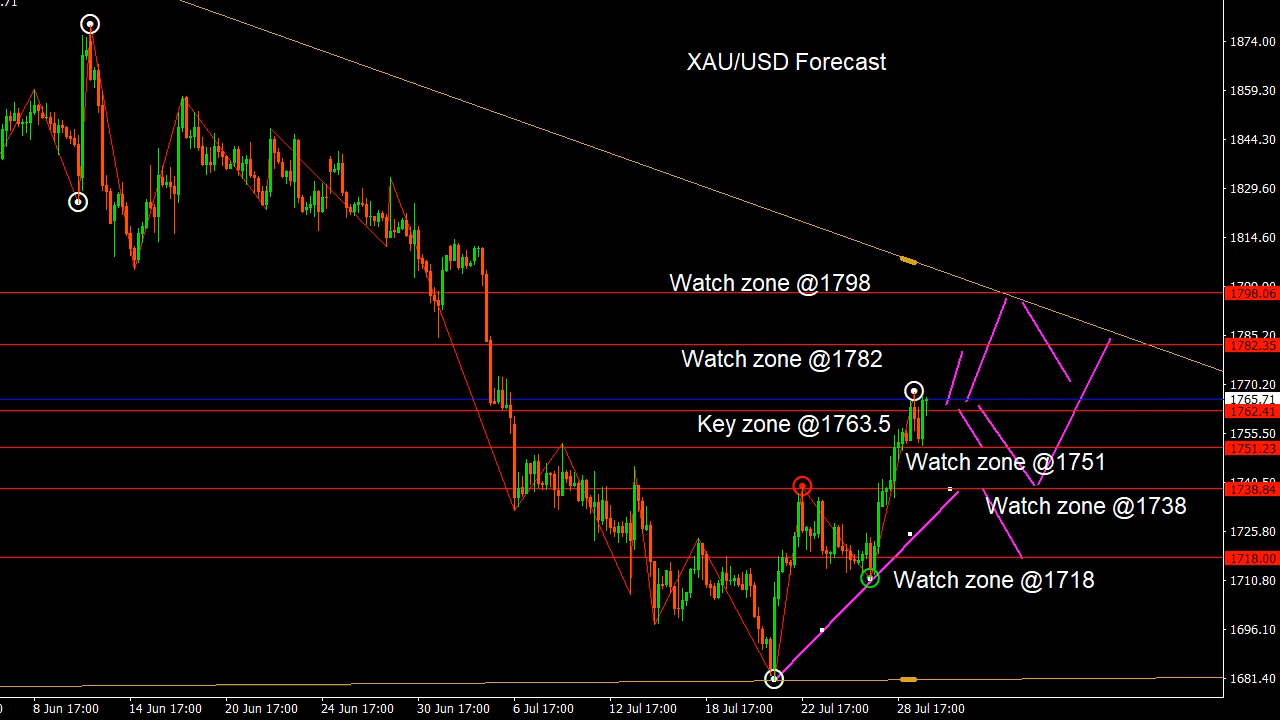 .71
XAU/USD Forecast
1874.00
1859.30
1844.30
1829.60
1814.60
Watch zone @1798
1798.06
1785.20
Watch zone @1782
1782.35
1770.20
1765.71
1762.41
Key zone @1763.5
1755.50
1751.23
Watch zone @1751
1738.84
Watch zone @1738
1725.80
1718.00
Watch zone @1718
1710.80
1696.10
1681.40
8 Jun 17:00 14 Jun 17:00 20 Jun 17:00 24 Jun 17:00 30 Jun 17:00 6 Jul 17:00 12 Jul 17:00 18 Jul 17:00 22 Jul 17:00 28 Jul 17:00